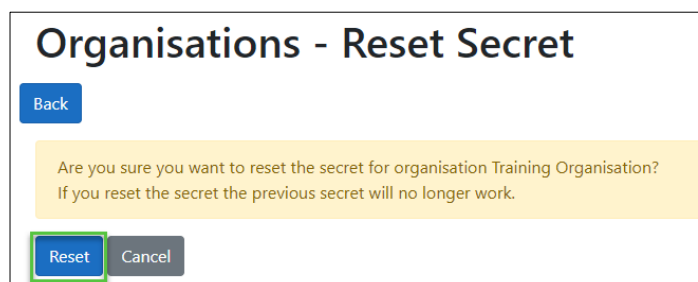 Organisations - Reset Secret
Back
Are you sure you want to reset the secret for organisation Training Organisation?
If you reset the secret the previous secret will no longer work.
Reset Cancel